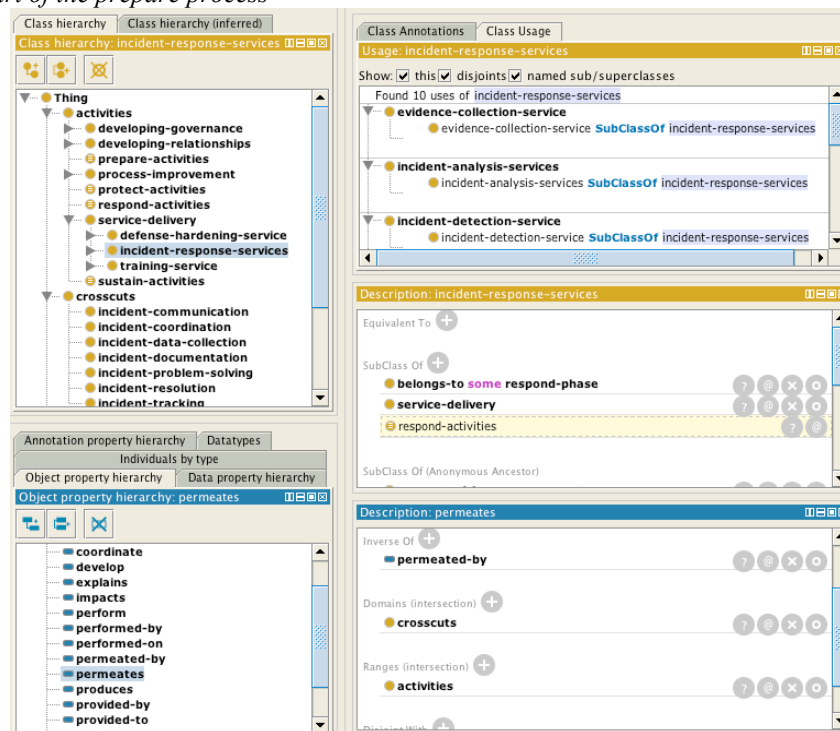 art of the prepare process
Class hierarchy Class hierarchy (inferred)
Class hierarchy: incident-response-services
Thing
activities
developing-governance
developing-relationships
prepare-activities
process-improvement
protect-activities
respond-activities
service-delivery
defense-hardening-service
incident-response-services
training-service
sustain-activities
crosscuts
incident-communication
incident-coordination
incident-data-collection
incident-documentation
incident-problem-solving
incident-resolution
incident-tracking
Annotation property hierarchy Datatypes
Individuals by type
Object property hierarchy Data property hierarchy
Object property hierarchy: permeates
coordinate
develop
explains
impacts
perform
performed-by
performed-on
permeated-by
permeates
produces
provided-by
provided-to
Class Annotations Class Usage
Usage: incident-response-services
Show: this disjoints named sub/superclasses
Found 10 uses of incident-response-services
evidence-collection-service
evidence-collection-service SubClassOf incident-response-services
incident-analysis-services
incident-analysis-services SubClassOf incident-response-services
incident-detection-service
incident-detection-service SubClassOf incident-response-services
Description: incident-response-services
Equivalent To
SubClass Of
belongs-to some respond-phase
service-delivery
respond-activities
SubClass Of (Anonymous Ancestor)
Description: permeates
Inverse Of
permeated-by
Domains (intersection)
crosscuts
Ranges (intersection)
activities
Disjoint With